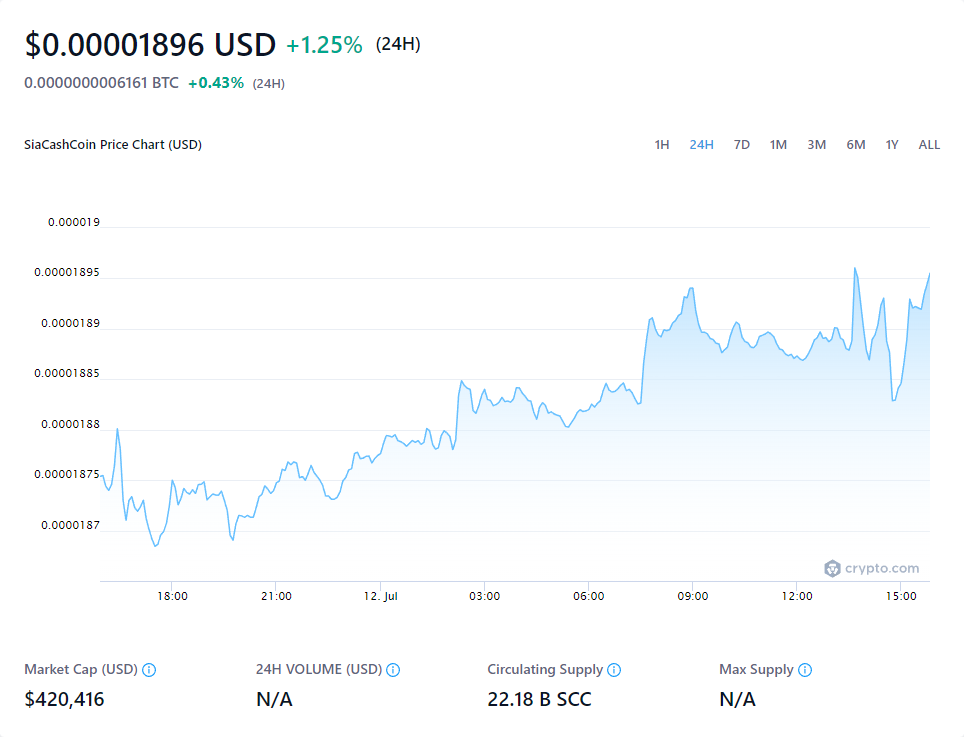 $0.00001896 USD +1.25% (24H)
0.0000000006161 BTC +0.43% (24H)
SiaCashCoin Price Chart (USD) 1H 24H 7D 1M 3M 6M 1Y ALL
0.000019
0.00001895
0.0000189
0.00001885
0.0000188
0.00001875
0.0000187
crypto.com
18:00 21:00 12. Jul 03:00 06:00 09:00 12:00 15:00
Market Cap (USD) 24H VOLUME (USD) Circulating Supply Max Supply
$420,416 N/A 22.18 B SCC N/A